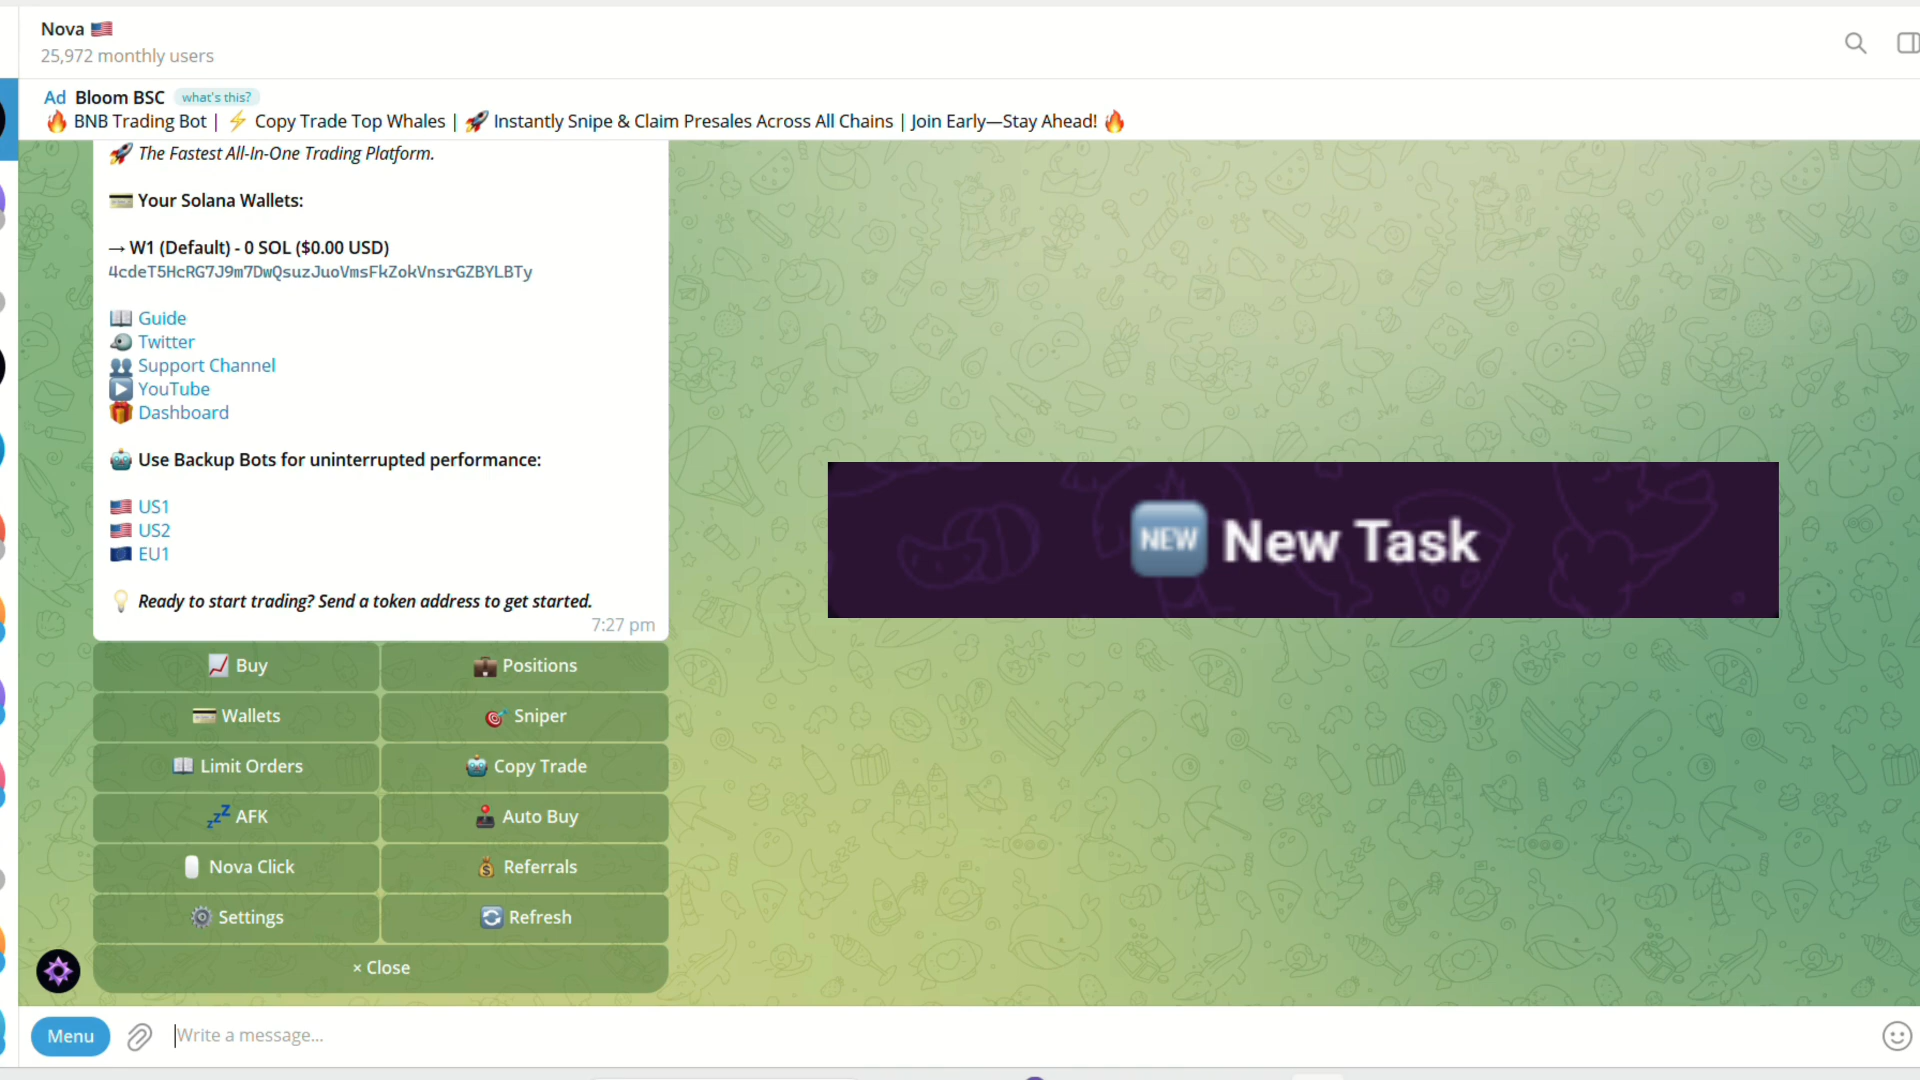 Nova 🇺🇸
25,972 monthly users
Ad Bloom BSC what's this?
🔥 BNB Trading Bot | ⚡ Copy Trade Top Whales | 🚀 Instantly Snipe & Claim Presales Across All Chains | Join Early—Stay Ahead! 🔥
🚀 The Fastest All-In-One Trading Platform.
💳 Your Solana Wallets:
→ W1 (Default) - 0 SOL ($0.00 USD)
4cdeT5HcRG7J9m7DwQsuzJuoVmsFkZokVnsrGZBYLBTy
📖 Guide
🐦 Twitter
👥 Support Channel
▶️ YouTube
🎁 Dashboard
🤖 Use Backup Bots for uninterrupted performance:
🇺🇸 US1
🇺🇸 US2
🇪🇺 EU1
💡 Ready to start trading? Send a token address to get started.
7:27 pm
🆕 New Task
📈 Buy
💼 Positions
💳 Wallets
🎯 Sniper
📖 Limit Orders
🤖 Copy Trade
💤 AFK
🕹️ Auto Buy
🖱️ Nova Click
💰 Referrals
⚙️ Settings
🔄 Refresh
× Close
Menu
Write a message...